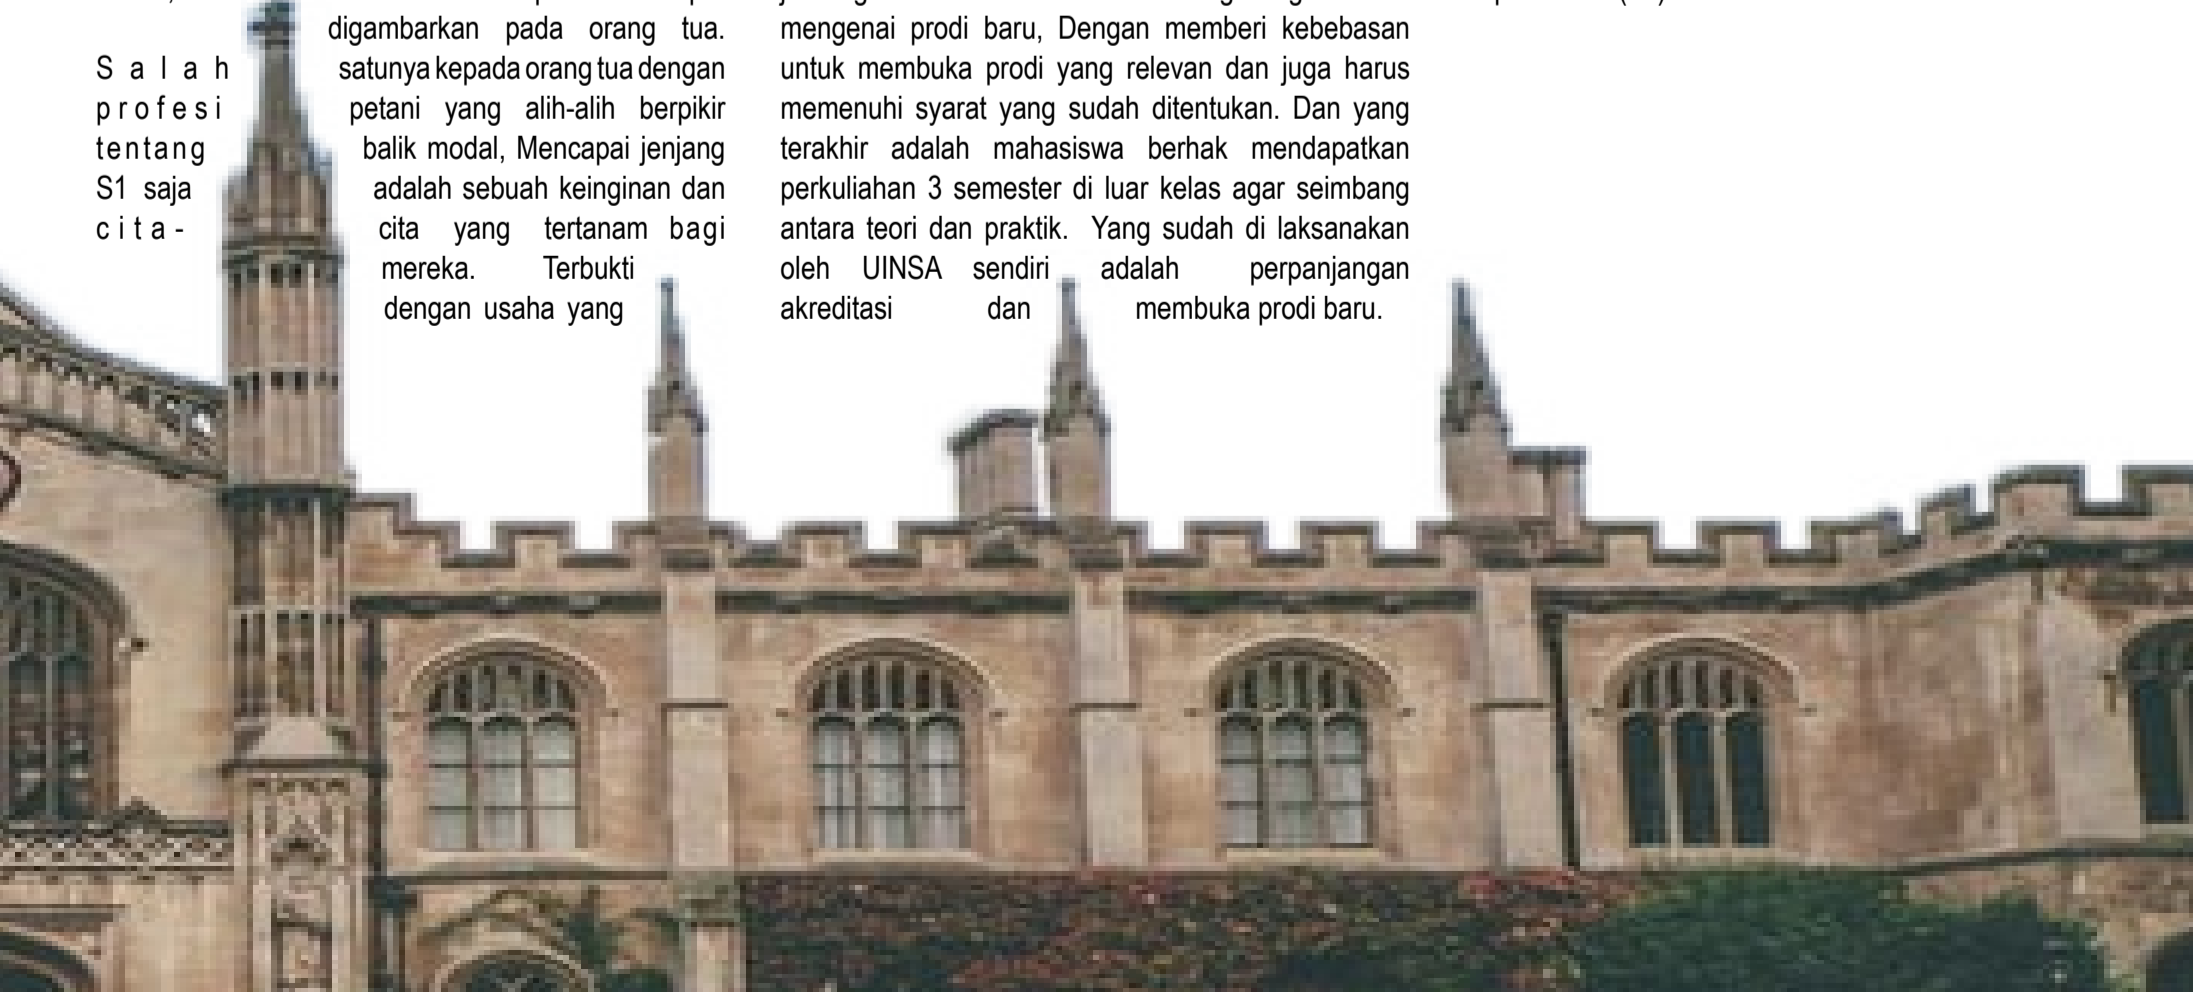 digambarkan pada orang tua.
Salah satunya kepada orang tua dengan
profesi petani yang alih-alih berpikir
tentang balik modal, Mencapai jenjang
S1 saja adalah sebuah keinginan dan
cita- cita yang tertanam bagi
mereka. Terbukti
dengan usaha yang
mengenai prodi baru, Dengan memberi kebebasan
untuk membuka prodi yang relevan dan juga harus
memenuhi syarat yang sudah ditentukan. Dan yang
terakhir adalah mahasiswa berhak mendapatkan
perkuliahan 3 semester di luar kelas agar seimbang
antara teori dan praktik. Yang sudah di laksanakan
oleh UINSA sendiri adalah perpanjangan
akreditasi dan membuka prodi baru.